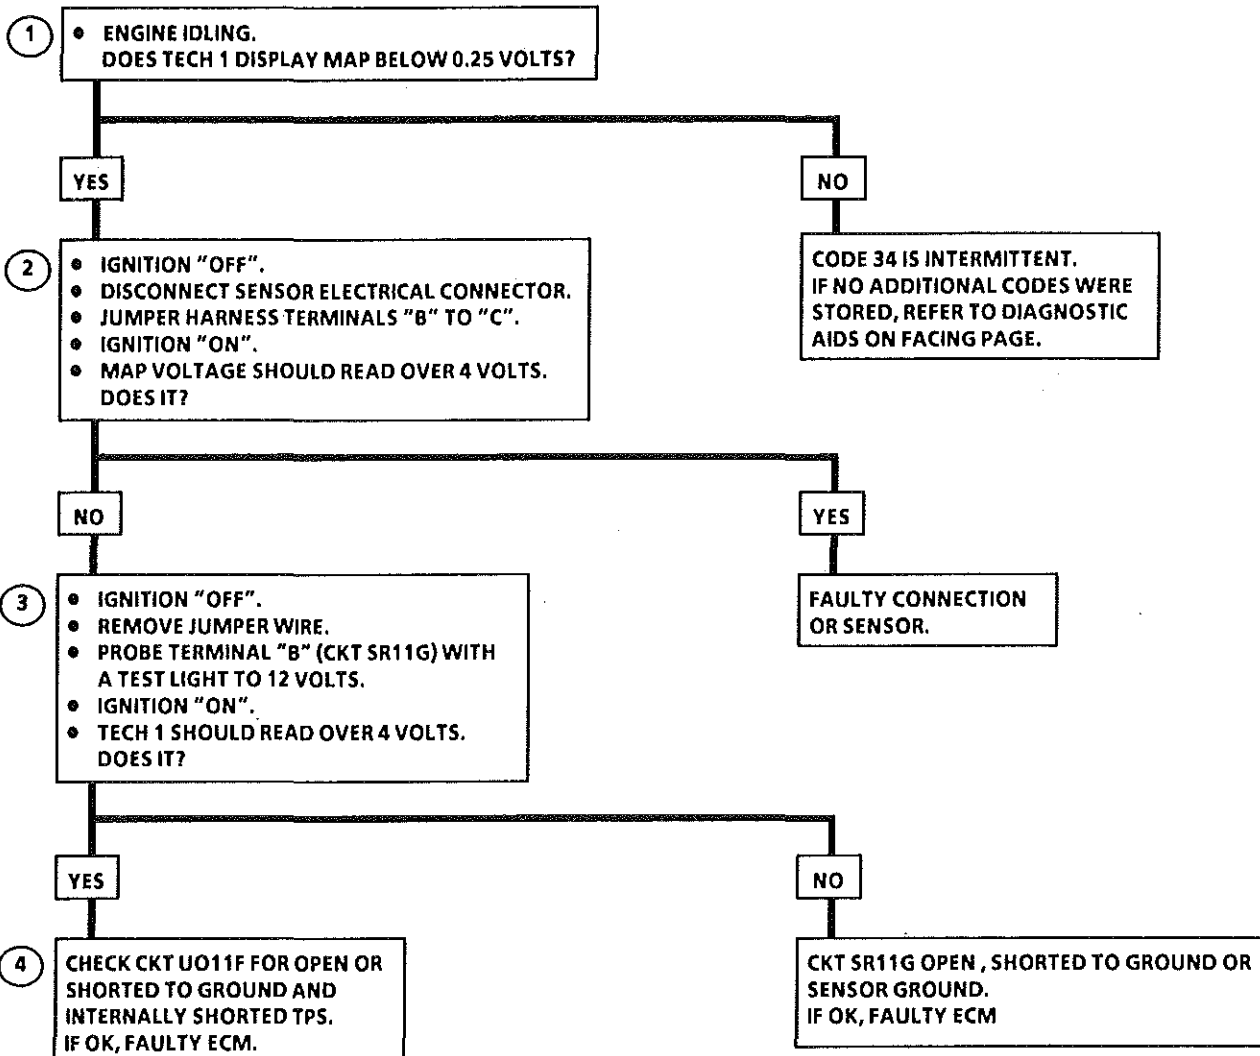 1
• ENGINE IDLING.
DOES TECH 1 DISPLAY MAP BELOW 0.25 VOLTS?
YES
NO
2
• IGNITION "OFF".
• DISCONNECT SENSOR ELECTRICAL CONNECTOR.
• JUMPER HARNESS TERMINALS "B" TO "C".
• IGNITION "ON".
• MAP VOLTAGE SHOULD READ OVER 4 VOLTS.
DOES IT?
CODE 34 IS INTERMITTENT.
IF NO ADDITIONAL CODES WERE
STORED, REFER TO DIAGNOSTIC
AIDS ON FACING PAGE.
NO
YES
3
• IGNITION "OFF".
• REMOVE JUMPER WIRE.
• PROBE TERMINAL "B" (CKT SR11G) WITH
A TEST LIGHT TO 12 VOLTS.
• IGNITION "ON".
• TECH 1 SHOULD READ OVER 4 VOLTS.
DOES IT?
FAULTY CONNECTION
OR SENSOR.
YES
NO
4
CHECK CKT UO11F FOR OPEN OR
SHORTED TO GROUND AND
INTERNALLY SHORTED TPS.
IF OK, FAULTY ECM.
CKT SR11G OPEN , SHORTED TO GROUND OR
SENSOR GROUND.
IF OK, FAULTY ECM